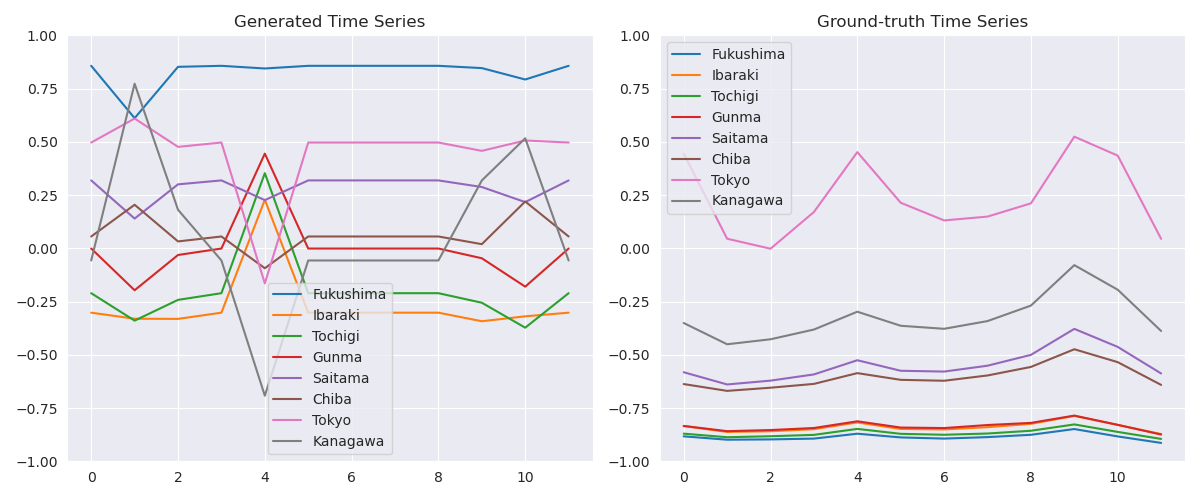 Generated Time Series
1.00
0.75
0.50
0.25
0.00
−0.25
−0.50
−0.75
−1.00
0 2 4 6 8 10
Fukushima
Ibaraki
Tochigi
Gunma
Saitama
Chiba
Tokyo
Kanagawa
Ground-truth Time Series
1.00
0.75
0.50
0.25
0.00
−0.25
−0.50
−0.75
−1.00
0 2 4 6 8 10
Fukushima
Ibaraki
Tochigi
Gunma
Saitama
Chiba
Tokyo
Kanagawa